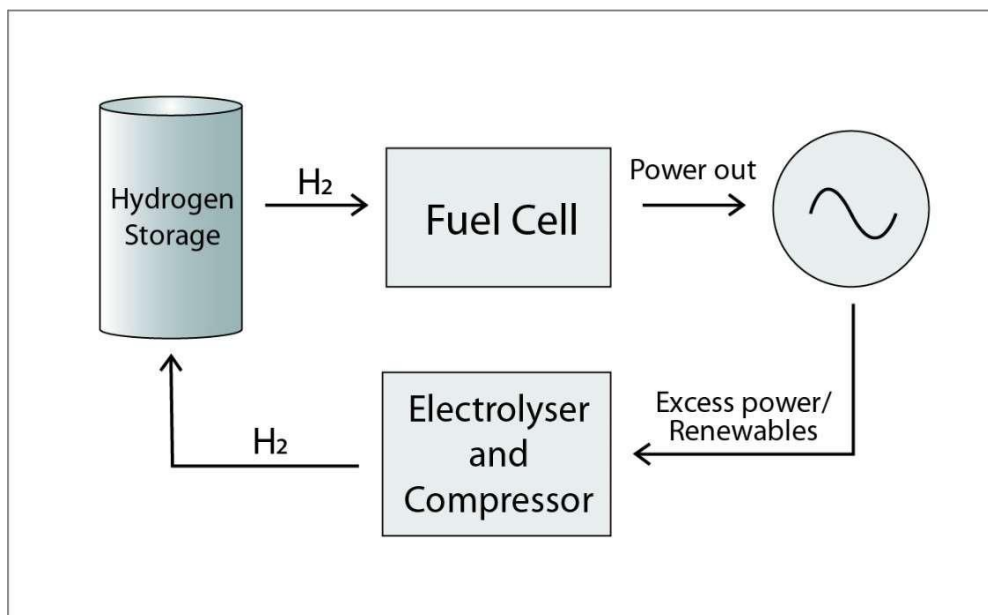 Hydrogen
Storage
H₂
Fuel Cell
Power out
Excess power/
Renewables
Electrolyser
and
Compressor
H₂